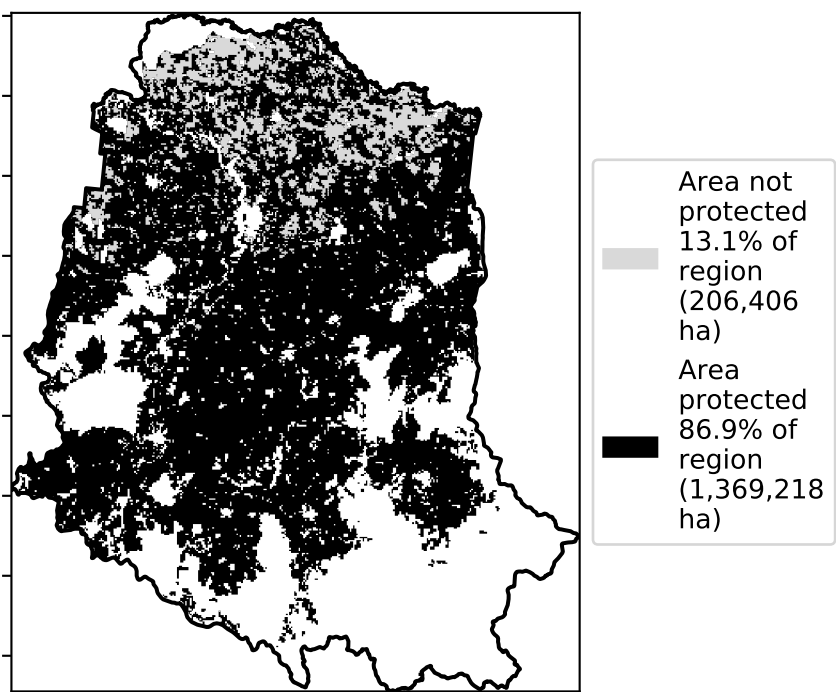 Area not
protected
13.1% of
region
(206,406
ha)
Area
protected
86.9% of
region
(1,369,218
ha)